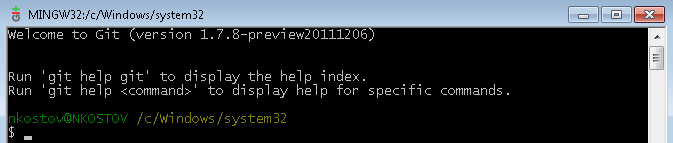 MINGW32:/c/Windows/system32
Welcome to Git (version 1.7.8-preview20111206)
Run 'git help git' to display the help index.
Run 'git help <command>' to display help for specific commands.
nkostov@NKOSTOV /c/Windows/system32
$